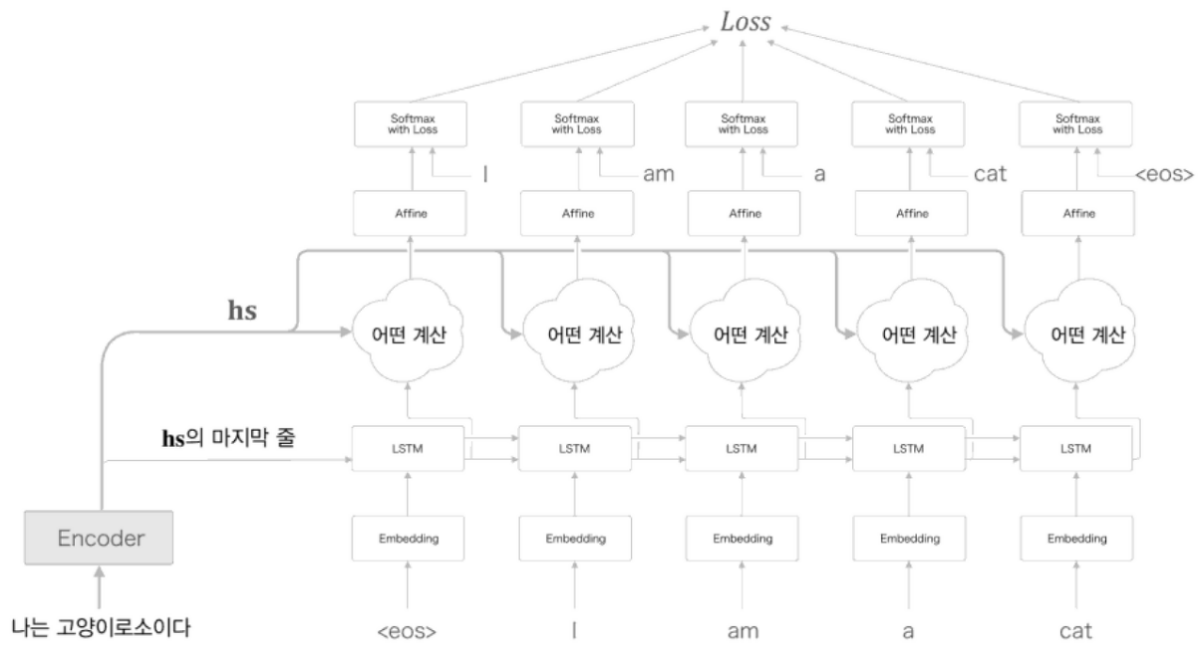 Loss
Softmax with Loss
Softmax with Loss
Softmax with Loss
Softmax with Loss
Softmax with Loss
I
am
a
cat
<eos>
Affine
Affine
Affine
Affine
Affine
hs
어떤 계산
어떤 계산
어떤 계산
어떤 계산
어떤 계산
hs의 마지막 줄
LSTM
LSTM
LSTM
LSTM
LSTM
Encoder
Embedding
Embedding
Embedding
Embedding
Embedding
나는 고양이로소이다
<eos>
I
am
a
cat